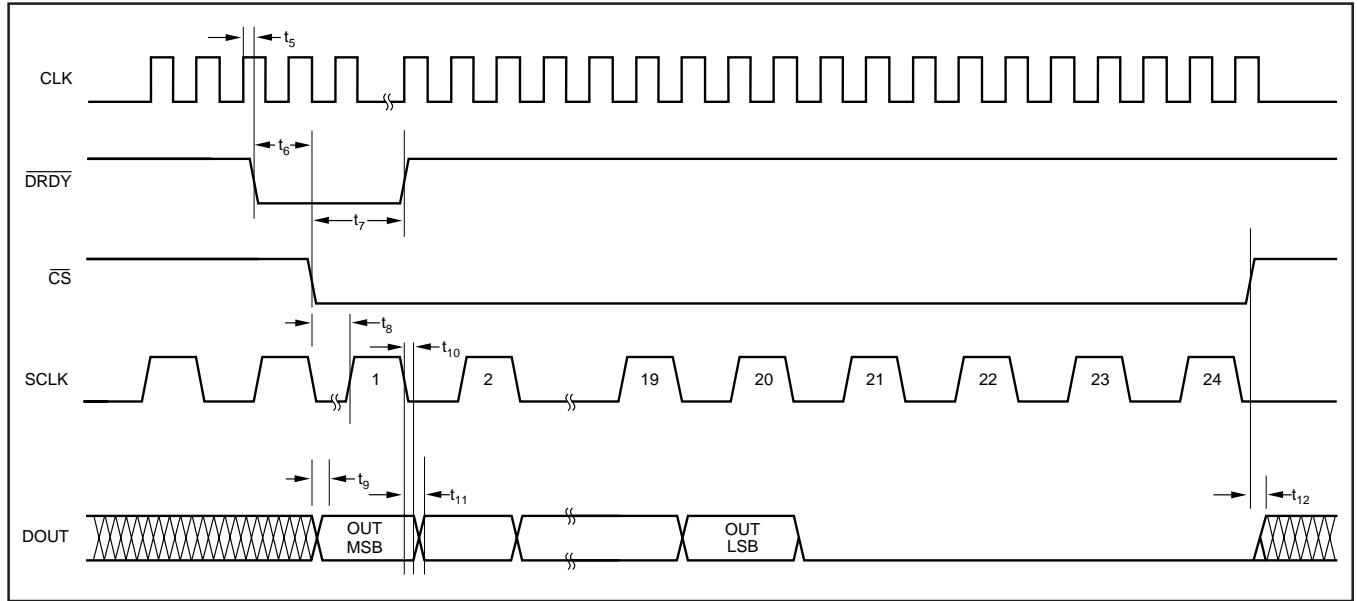 t5
CLK
t6
DRDY
t7
CS
t8
t10
SCLK
1
2
19
20
21
22
23
24
t9
t11
t12
DOUT
OUT
MSB
OUT
LSB